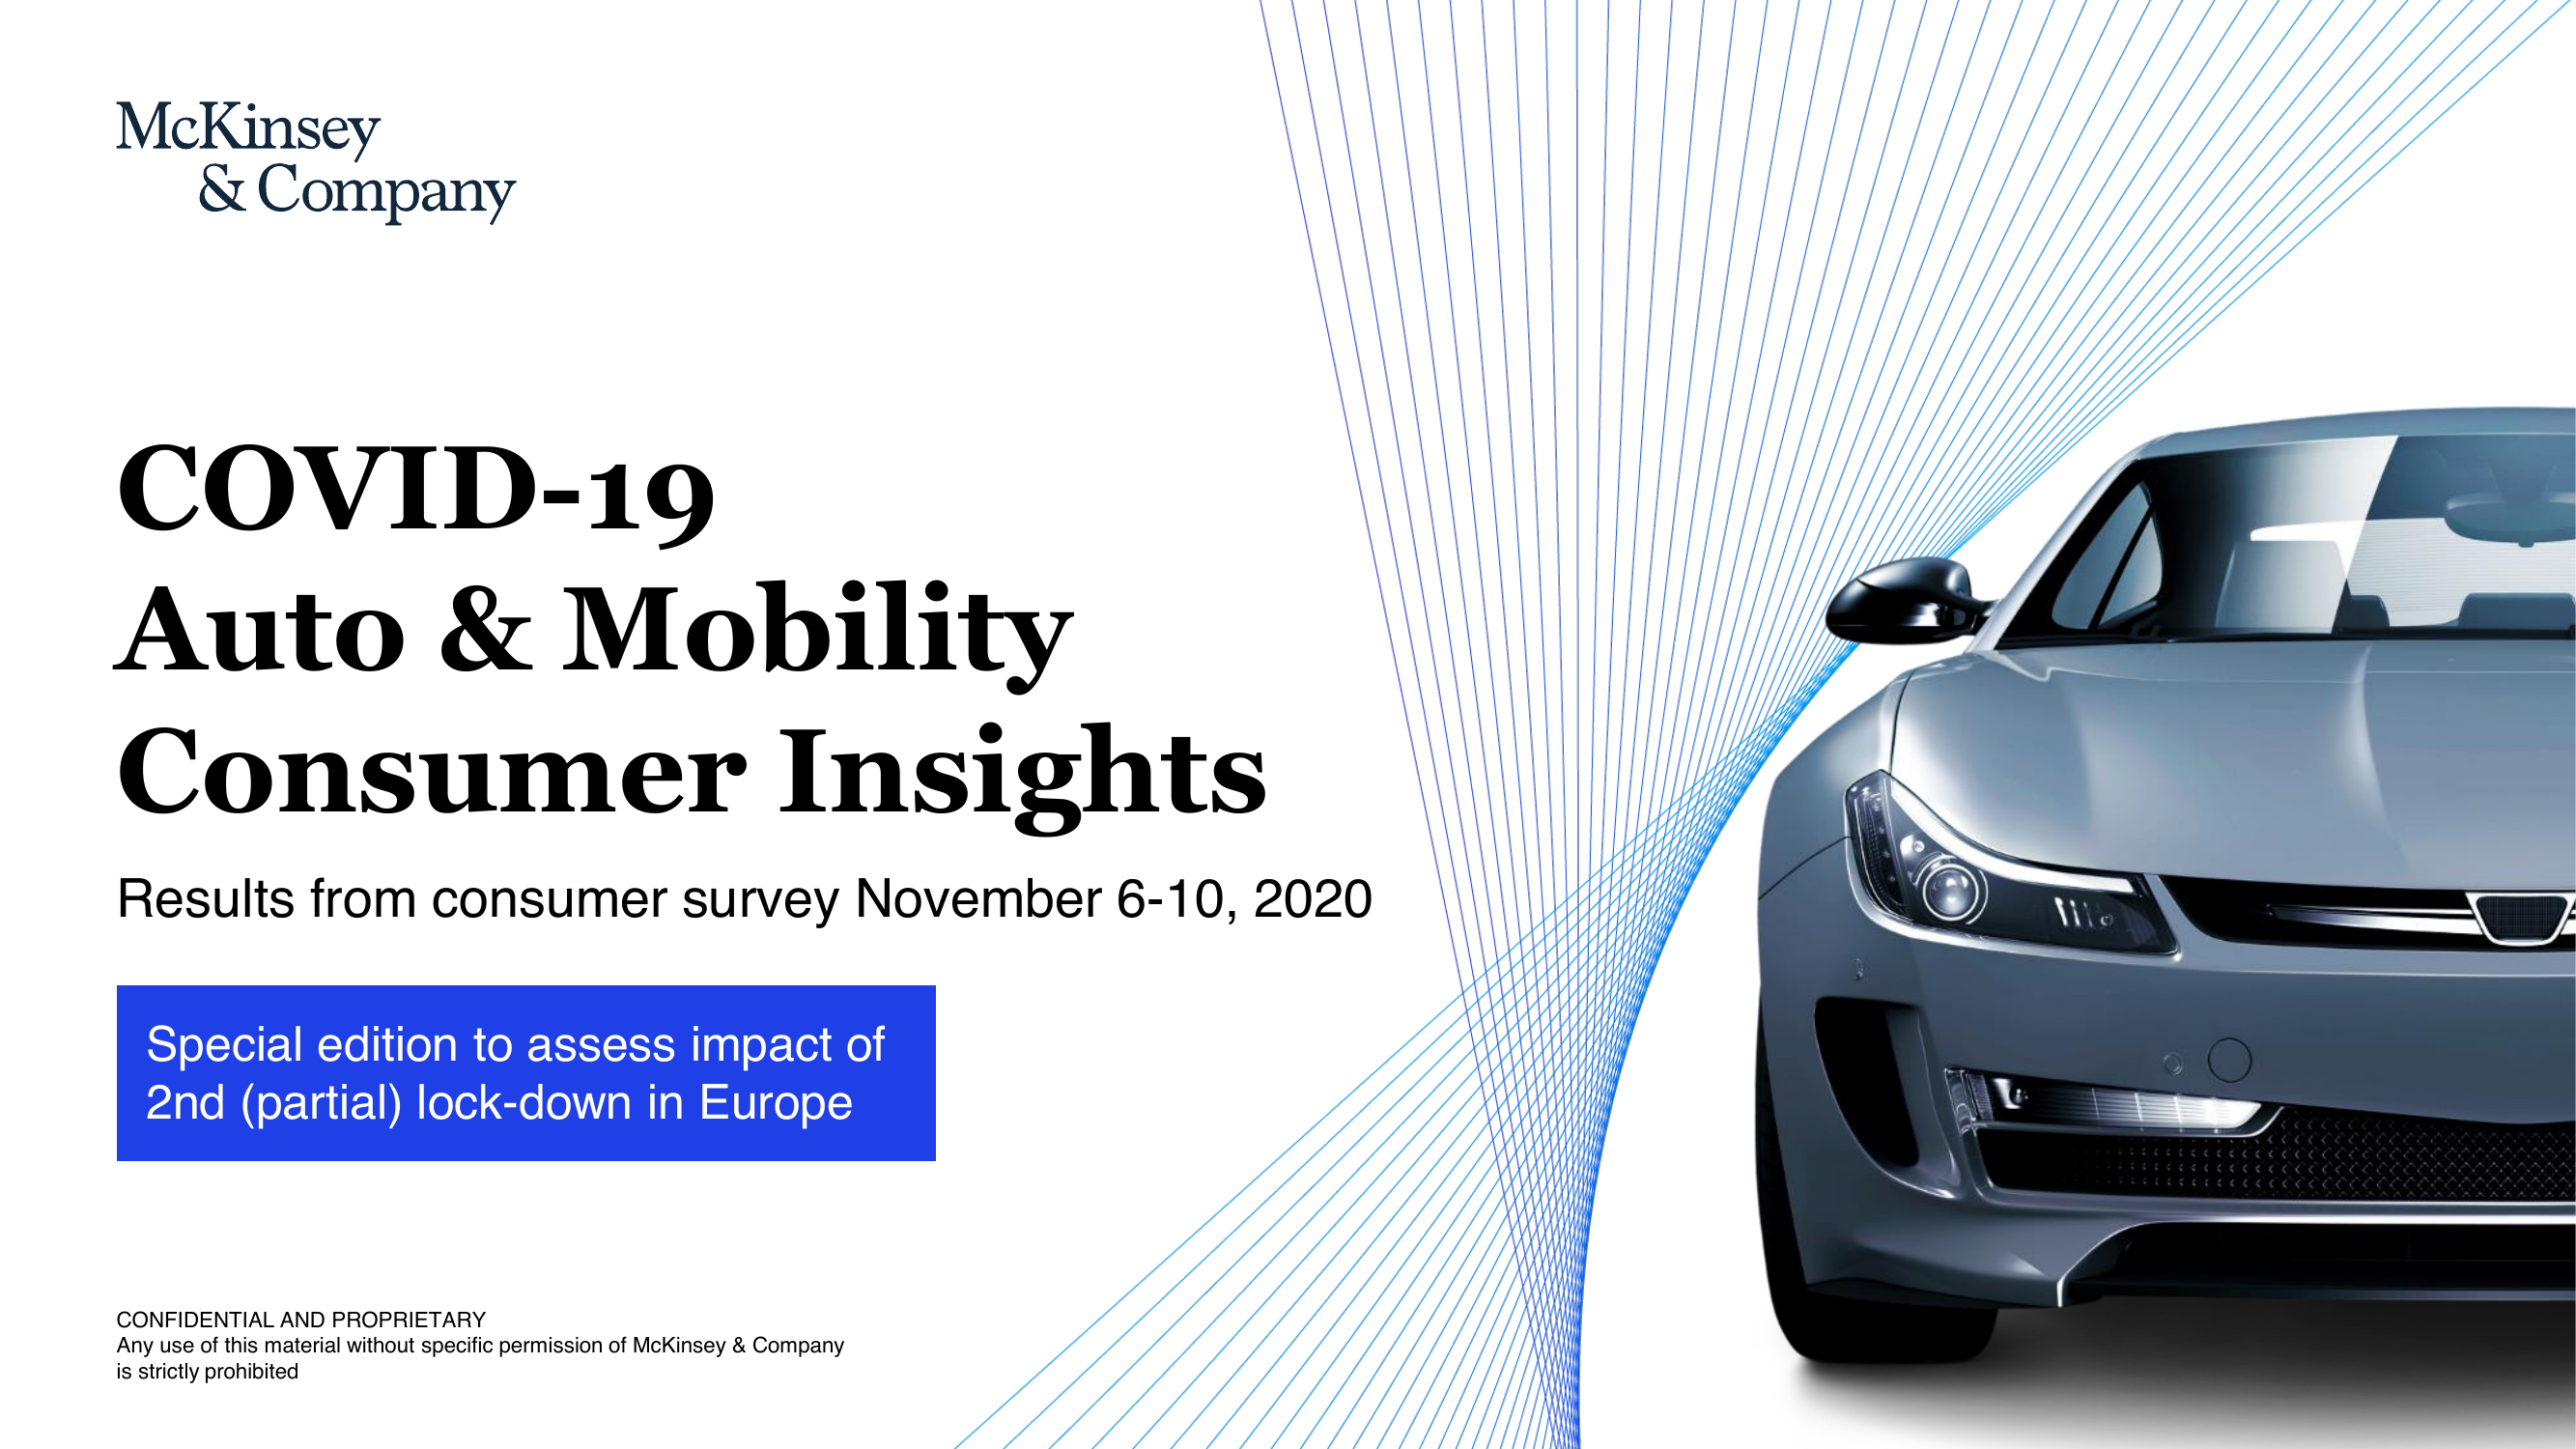 McKinsey
& Company
COVID-19
Auto & Mobility
Consumer Insights
Results from consumer survey November 6-10, 2020
Special edition to assess impact of
2nd (partial) lock-down in Europe
CONFIDENTIAL AND PROPRIETARY
Any use of this material without specific permission of McKinsey & Company
is strictly prohibited